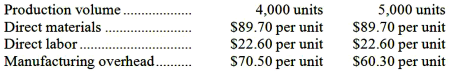 Production volume .................... 4,000 units 5,000 units
Direct materials ......................... $89.70 per unit $89.70 per unit
Direct labor ................................ $22.60 per unit $22.60 per unit
Manufacturing overhead.......... $70.50 per unit $60.30 per unit